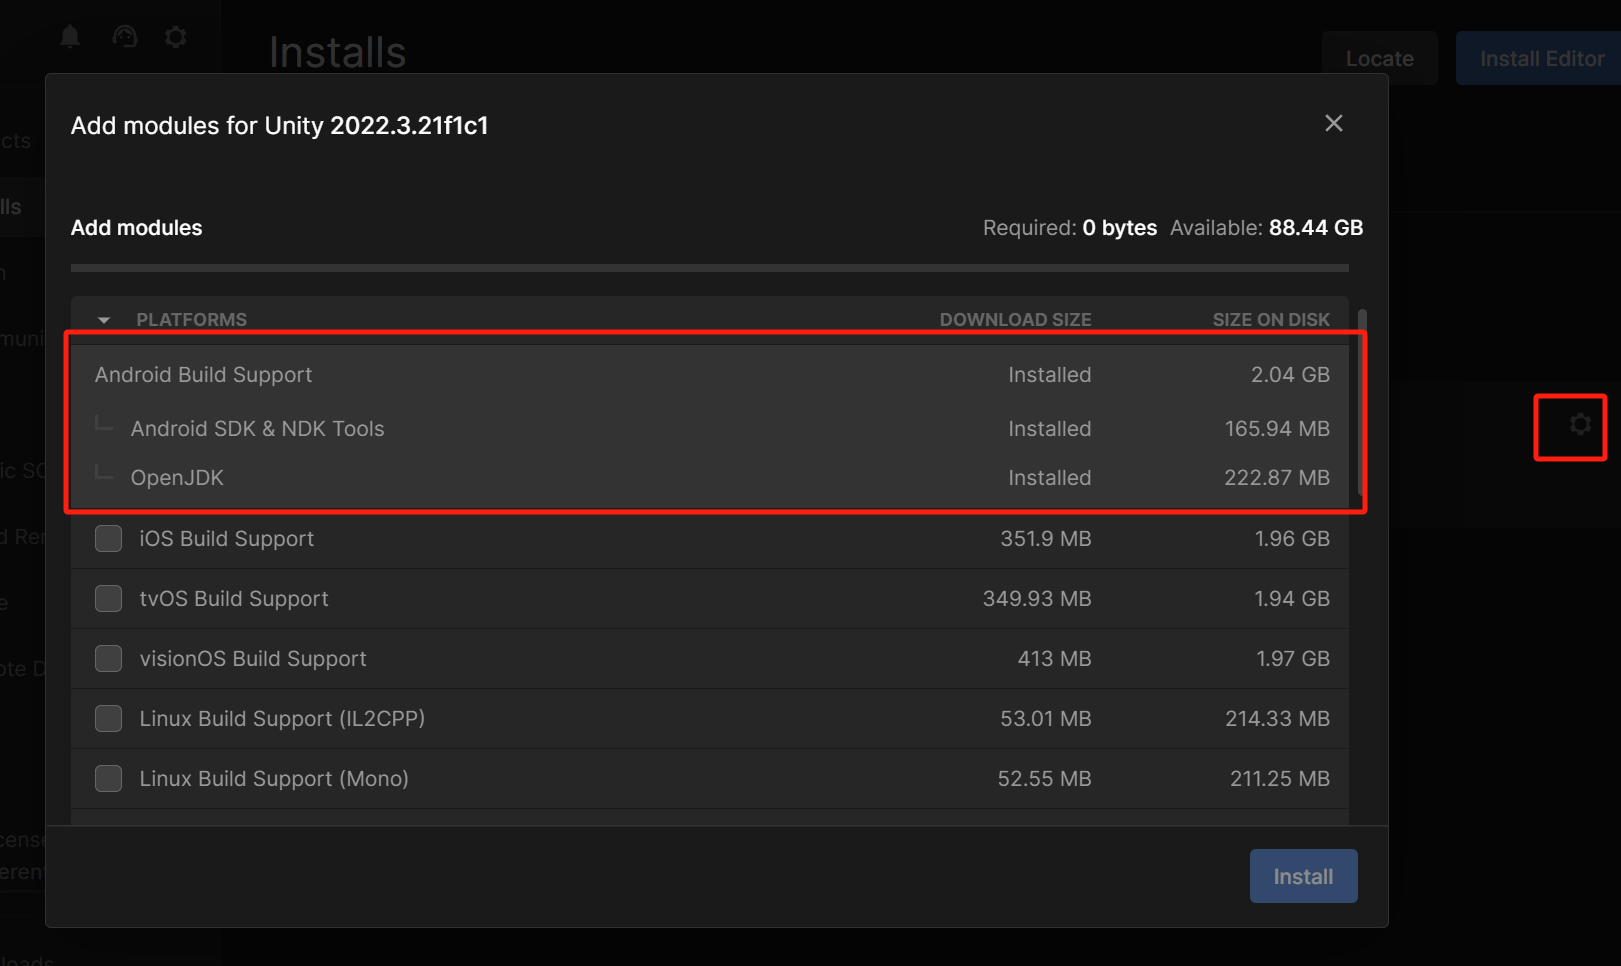 Installs
Locate
Install Editor
Add modules for Unity 2022.3.21f1c1
cts
lls
Add modules
Required: 0 bytes Available: 88.44 GB
PLATFORMS DOWNLOAD SIZE SIZE ON DISK
muni
Android Build Support Installed 2.04 GB
Android SDK & NDK Tools Installed 165.94 MB
ic SC
OpenJDK Installed 222.87 MB
d Rer
iOS Build Support 351.9 MB 1.96 GB
e
tvOS Build Support 349.93 MB 1.94 GB
ote D
visionOS Build Support 413 MB 1.97 GB
Linux Build Support (IL2CPP) 53.01 MB 214.33 MB
Linux Build Support (Mono) 52.55 MB 211.25 MB
cense
erent
Install
loads